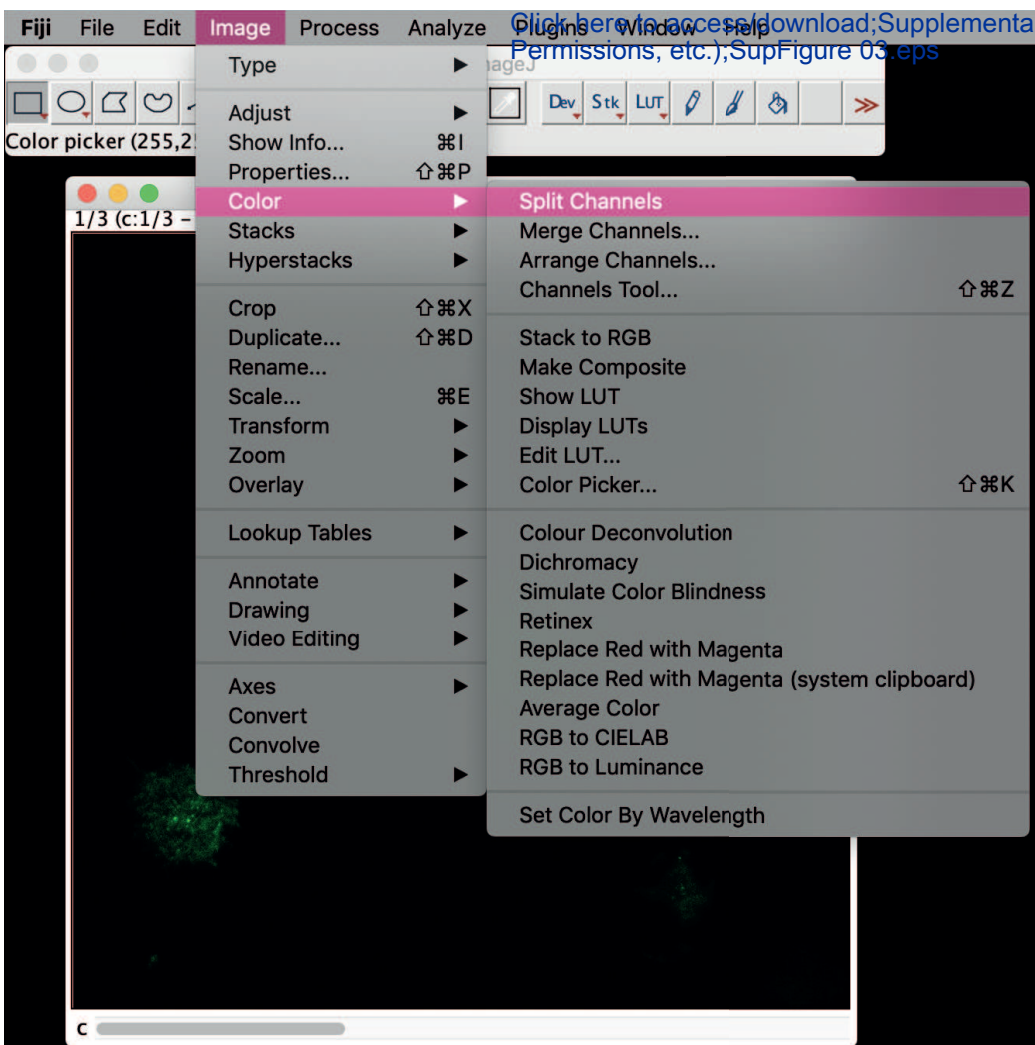 Fiji File Edit Image Process Analyze Plugins Window Help
Click here to access/download;Supplementa
Permissions, etc.);SupFigure 03.eps
ageJ
Dev Stk LUT
Color picker (255,2
1/3 (c:1/3 –
Type
Adjust
Show Info... ⌘I
Properties... ⇧⌘P
Color
Stacks
Hyperstacks
Crop ⇧⌘X
Duplicate... ⇧⌘D
Rename...
Scale... ⌘E
Transform
Zoom
Overlay
Lookup Tables
Annotate
Drawing
Video Editing
Axes
Convert
Convolve
Threshold
Split Channels
Merge Channels...
Arrange Channels...
Channels Tool... ⇧⌘Z
Stack to RGB
Make Composite
Show LUT
Display LUTs
Edit LUT...
Color Picker... ⇧⌘K
Colour Deconvolution
Dichromacy
Simulate Color Blindness
Retinex
Replace Red with Magenta
Replace Red with Magenta (system clipboard)
Average Color
RGB to CIELAB
RGB to Luminance
Set Color By Wavelength
c